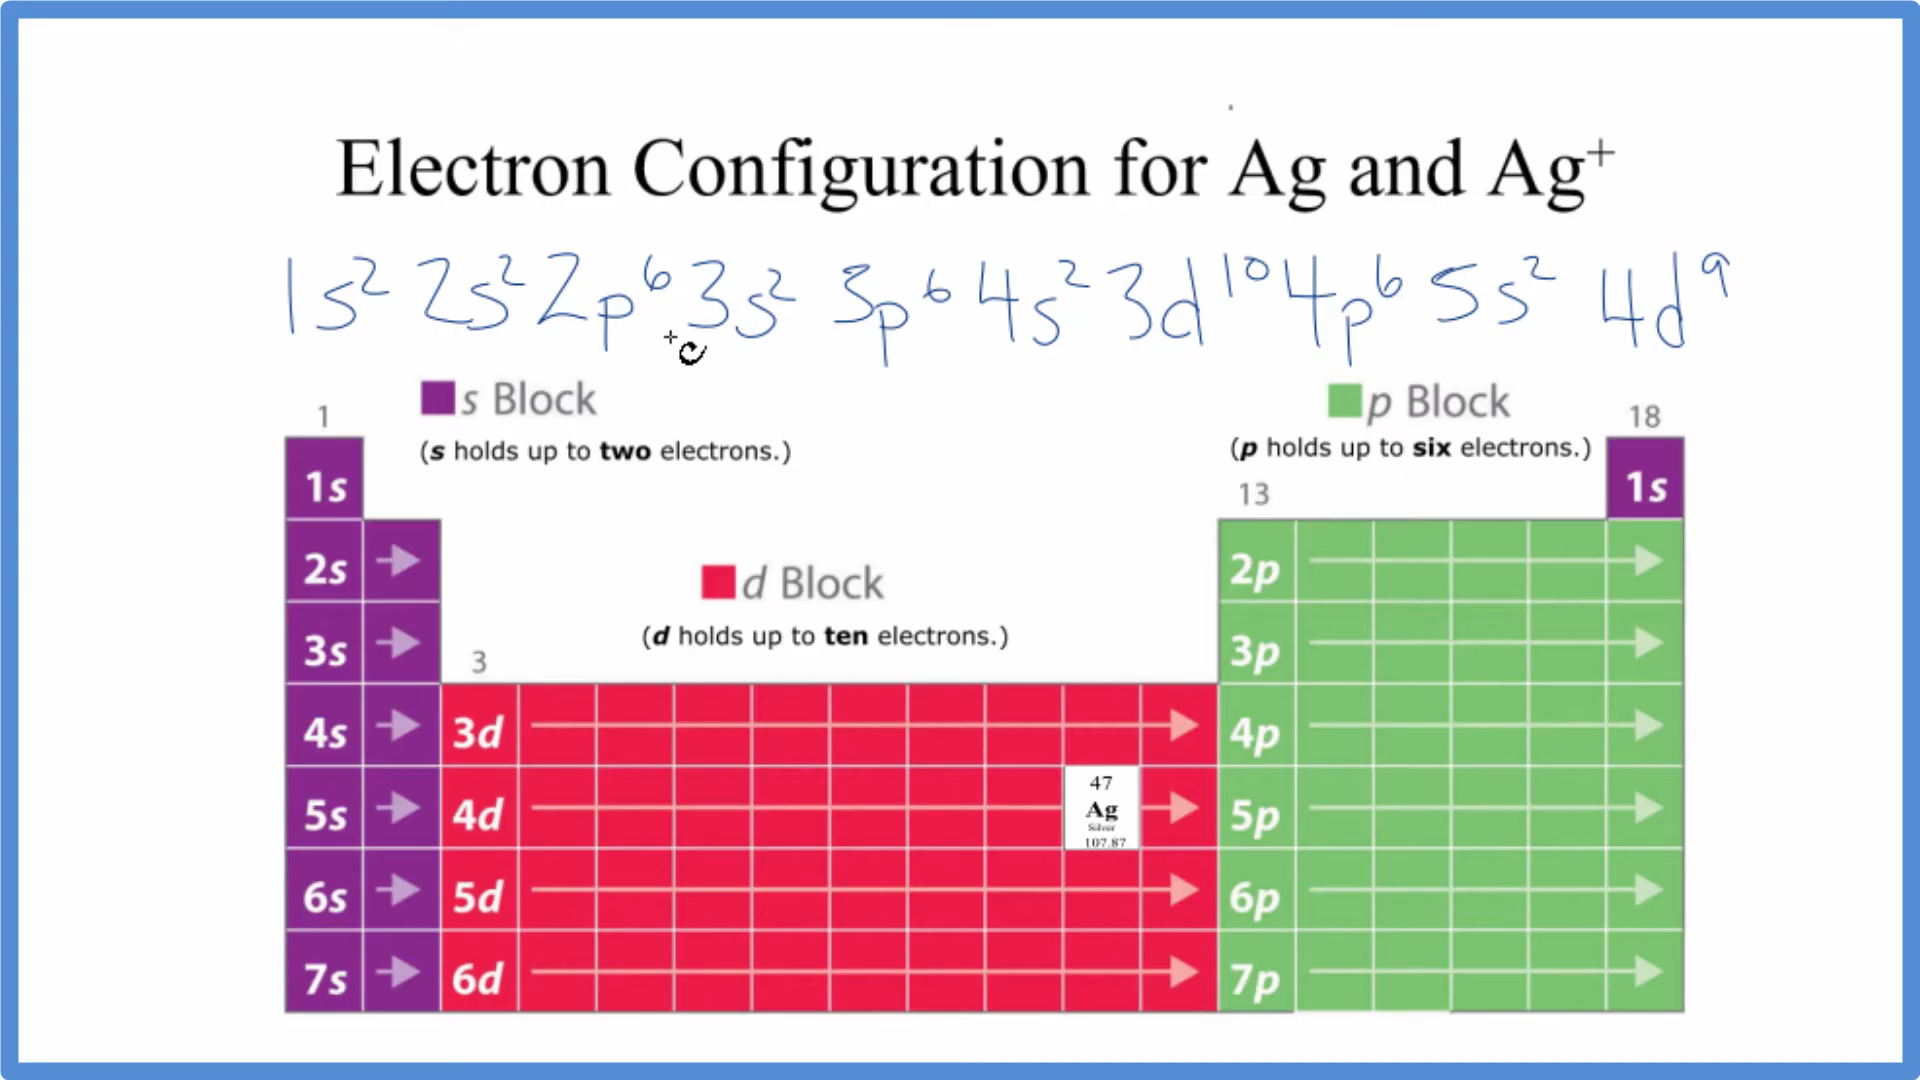 Electron Configuration for Ag and Ag⁺
1s² 2s² 2p⁶ 3s² 3p⁶ 4s² 3d¹⁰ 4p⁶ 5s² 4d⁹
s Block
(s holds up to two electrons.)
p Block
(p holds up to six electrons.)
1
18
1s
1s
13
2s
2p
d Block
(d holds up to ten electrons.)
3s
3
3p
4s
3d
4p
47
Ag
Silver
107.87
5s
4d
5p
6s
5d
6p
7s
6d
7p